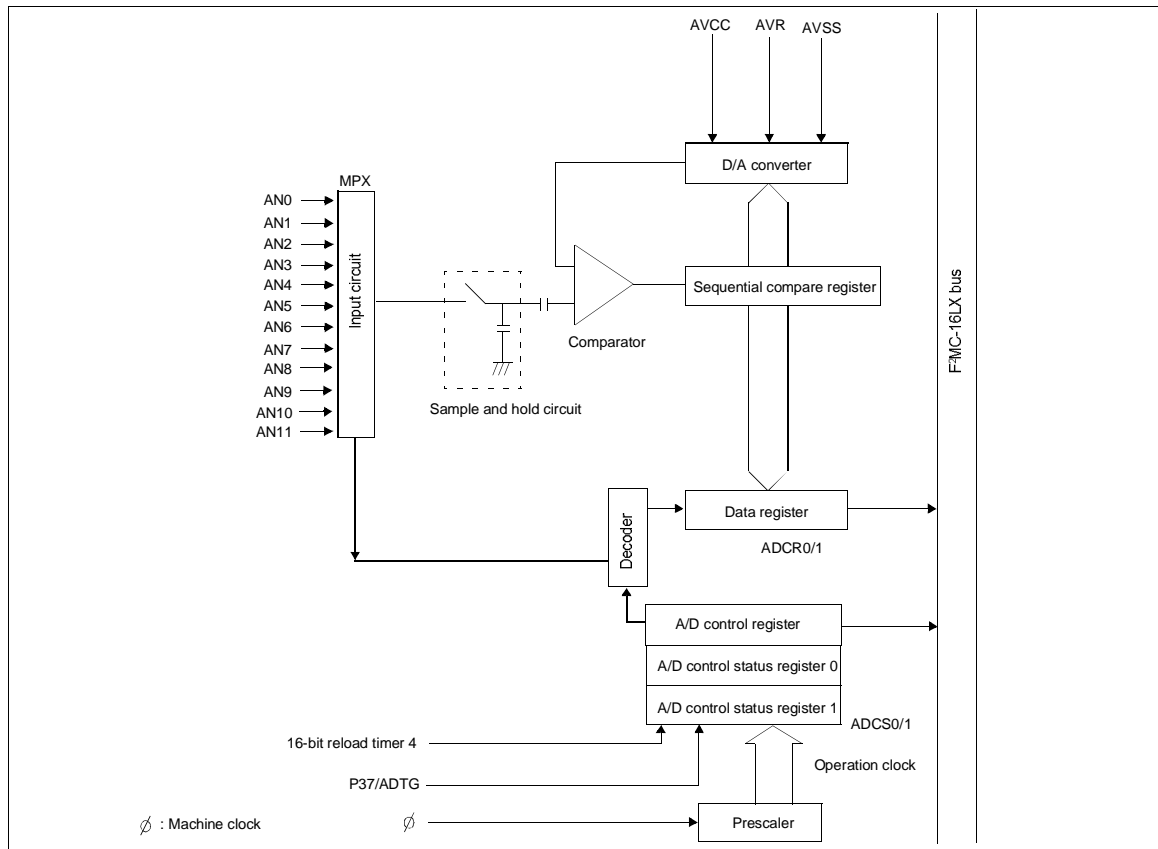 AVCC AVR AVSS
D/A converter
MPX
AN0
AN1
AN2
AN3
AN4
AN5
AN6
AN7
AN8
AN9
AN10
AN11
Input circuit
Sample and hold circuit
Comparator
Sequential compare register
F²MC-16LX bus
Data register
ADCR0/1
Decoder
A/D control register
A/D control status register 0
A/D control status register 1
ADCS0/1
16-bit reload timer 4
Operation clock
P37/ADTG
ϕ : Machine clock
ϕ
Prescaler